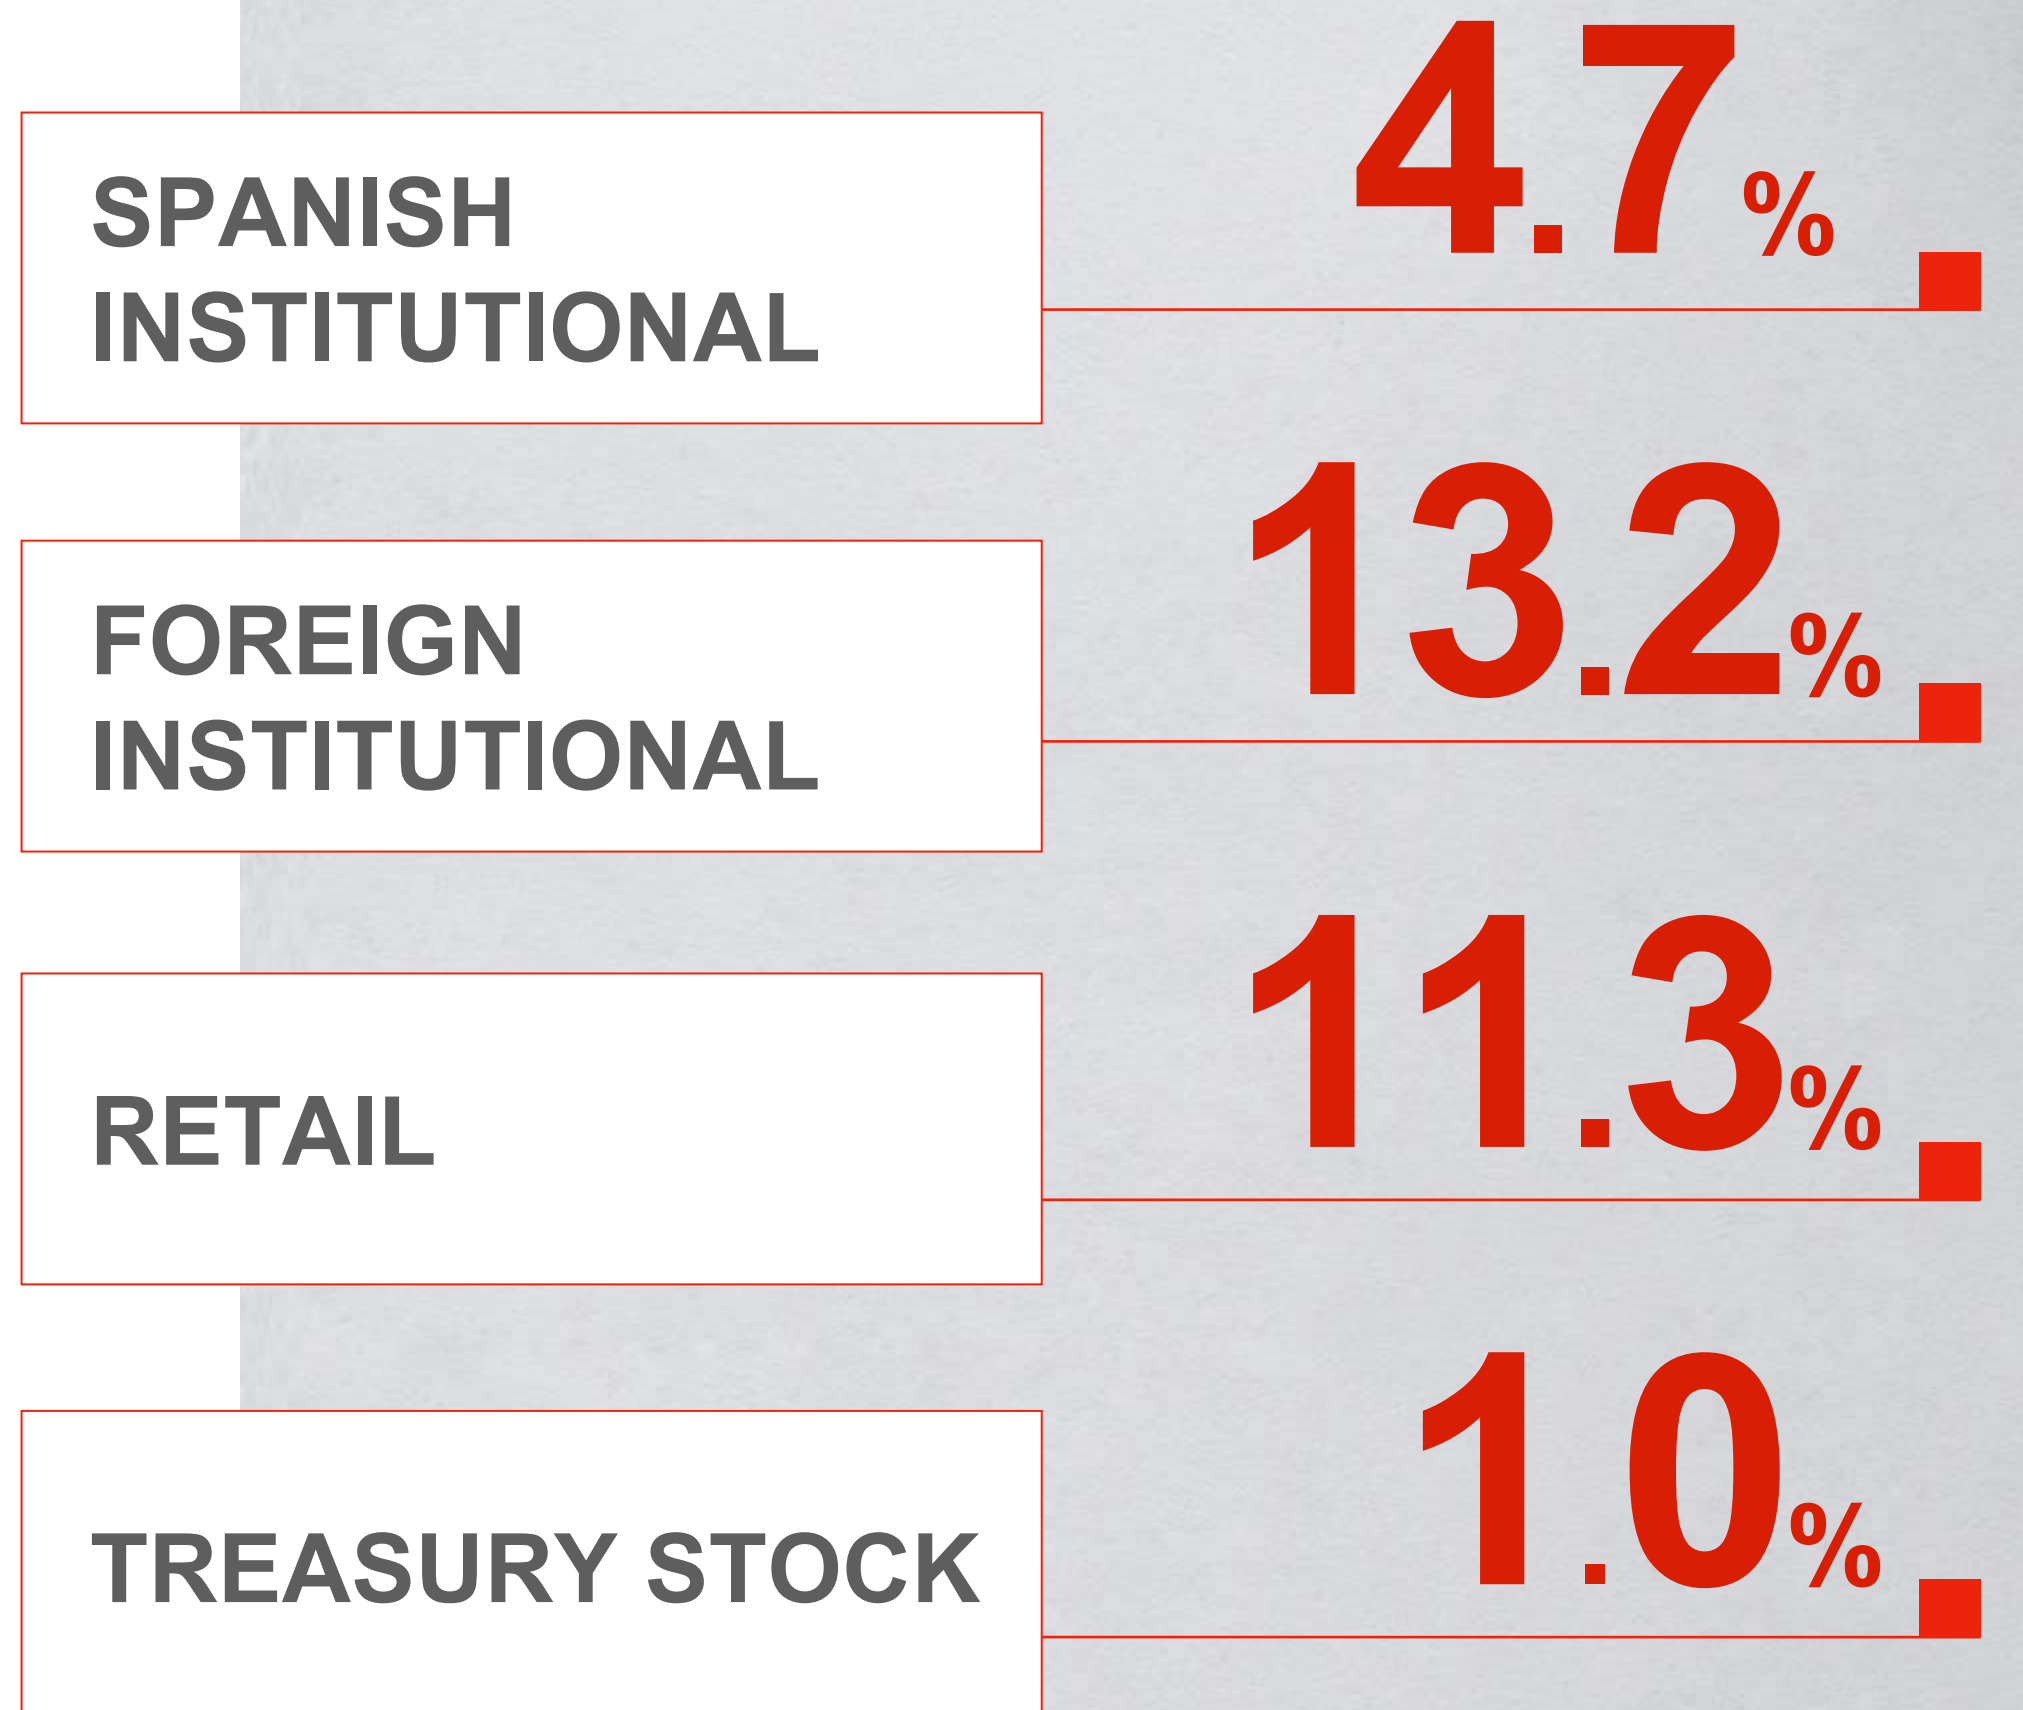 4.7%
SPANISH
INSTITUTIONAL
13.2%
FOREIGN
INSTITUTIONAL
11.3%
RETAIL
1.0%
TREASURY STOCK